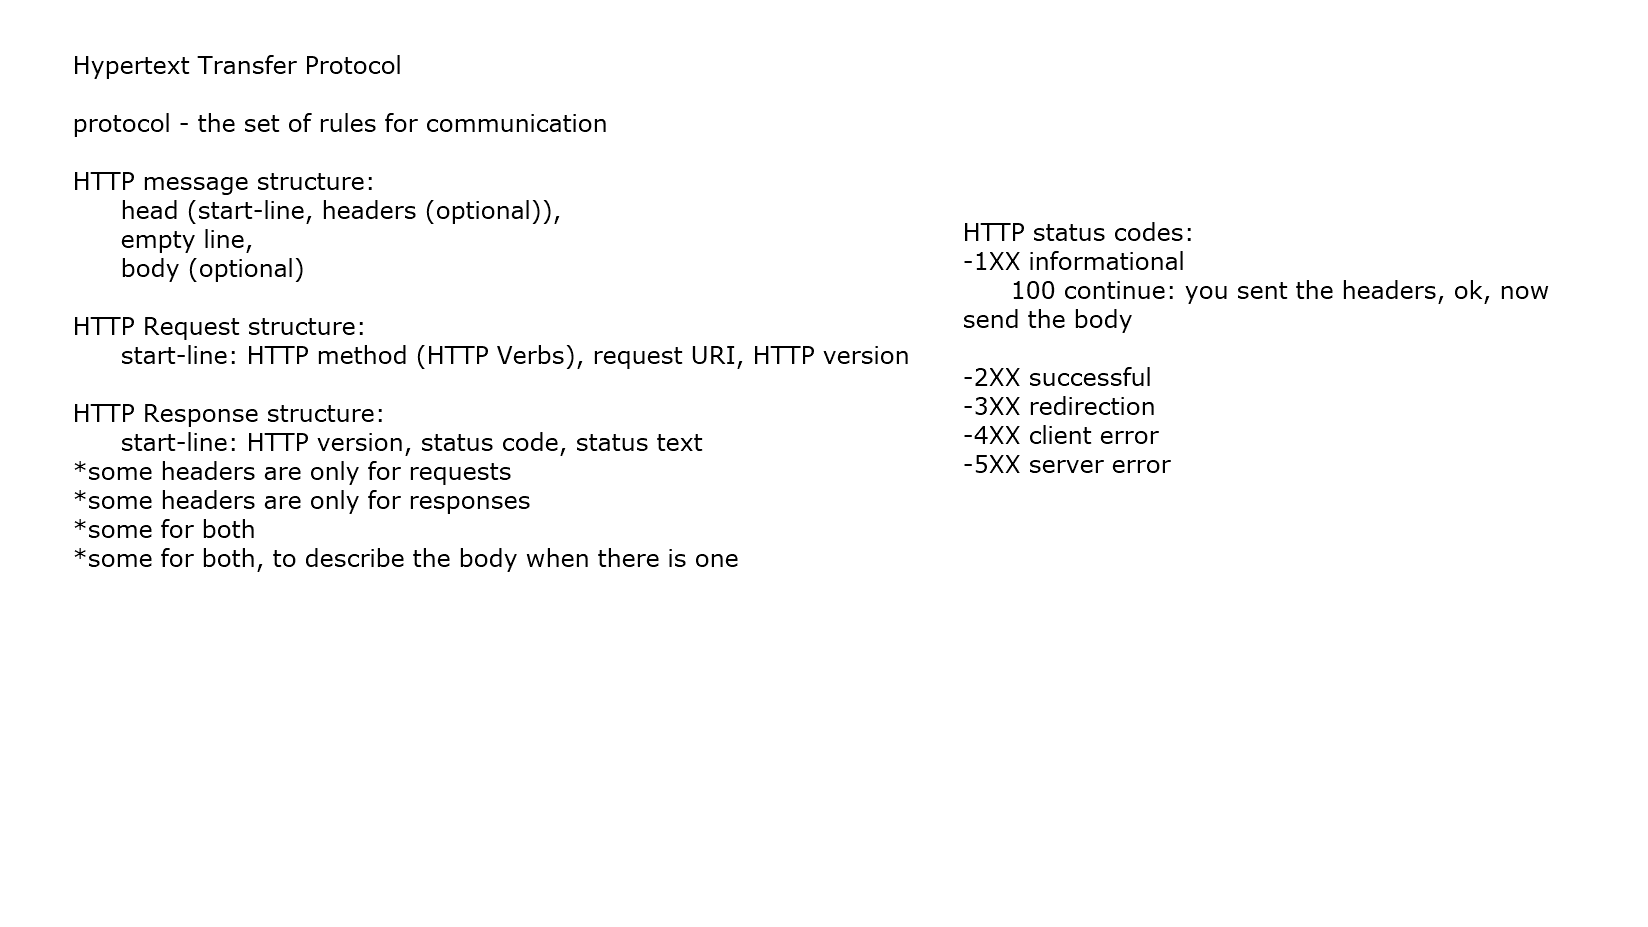 Hypertext Transfer Protocol
protocol - the set of rules for communication
HTTP message structure:
head (start-line, headers (optional)),
empty line,
body (optional)
HTTP Request structure:
start-line: HTTP method (HTTP Verbs), request URI, HTTP version
HTTP Response structure:
start-line: HTTP version, status code, status text
*some headers are only for requests
*some headers are only for responses
*some for both
*some for both, to describe the body when there is one
HTTP status codes:
-1XX informational
100 continue: you sent the headers, ok, now
send the body
-2XX successful
-3XX redirection
-4XX client error
-5XX server error